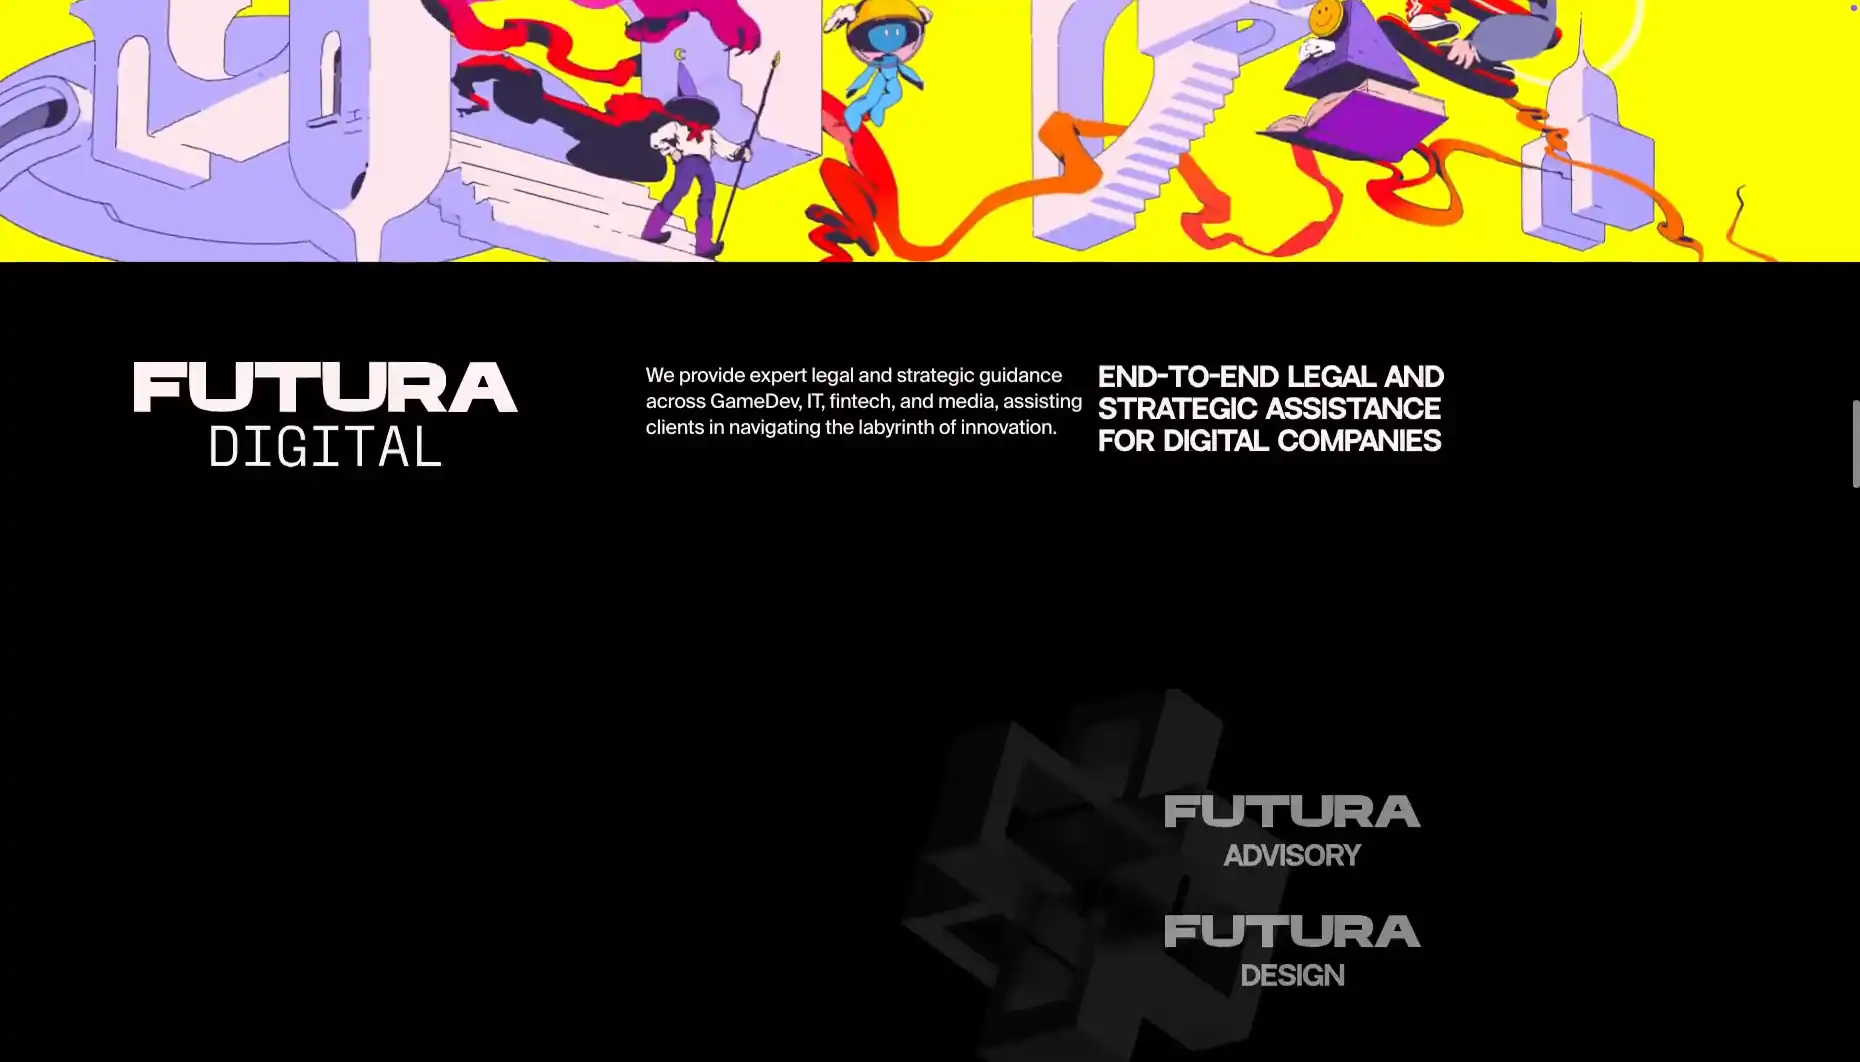 FUTURA
DIGITAL
We provide expert legal and strategic guidance
across GameDev, IT, fintech, and media, assisting
clients in navigating the labyrinth of innovation.
END-TO-END LEGAL AND
STRATEGIC ASSISTANCE
FOR DIGITAL COMPANIES
FUTURA
ADVISORY
FUTURA
DESIGN